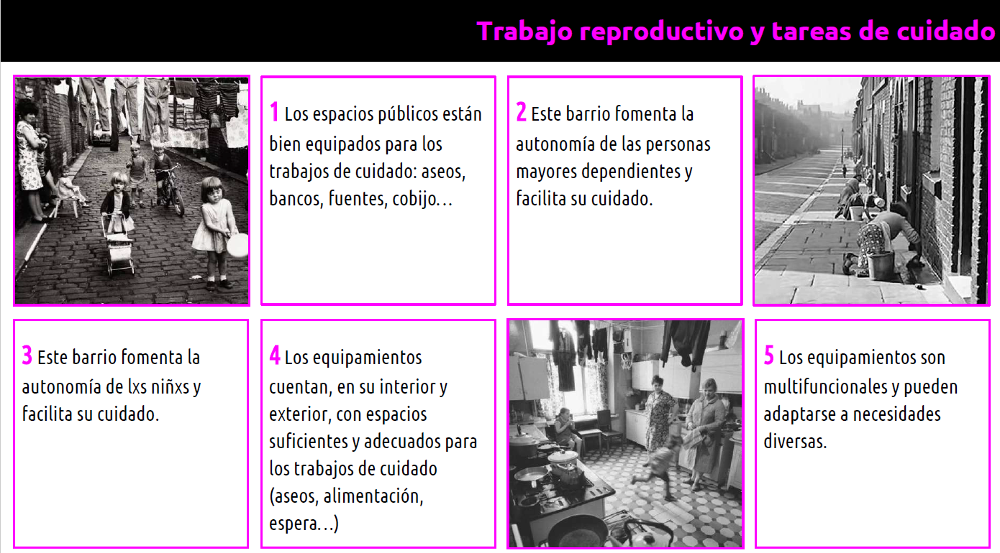 Trabajo reproductivo y tareas de cuidado
1 Los espacios públicos están
bien equipados para los
trabajos de cuidado: aseos,
bancos, fuentes, cobijo…
2 Este barrio fomenta la
autonomía de las personas
mayores dependientes y
facilita su cuidado.
3 Este barrio fomenta la
autonomía de lxs niñxs y
facilita su cuidado.
4 Los equipamientos
cuentan, en su interior y
exterior, con espacios
suficientes y adecuados para
los trabajos de cuidado
(aseos, alimentación,
espera…)
5 Los equipamientos son
multifuncionales y pueden
adaptarse a necesidades
diversas.